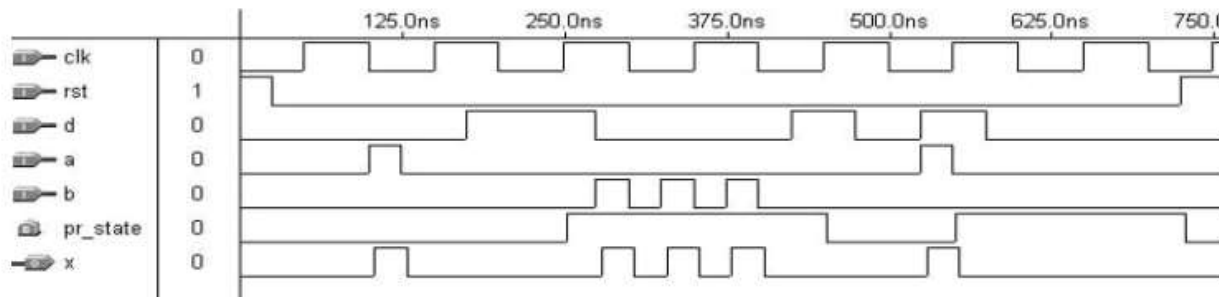 125.0ns 250.0ns 375.0ns 500.0ns 625.0ns 750.
clk 0
rst 1
d 0
a 0
b 0
pr_state 0
x 0